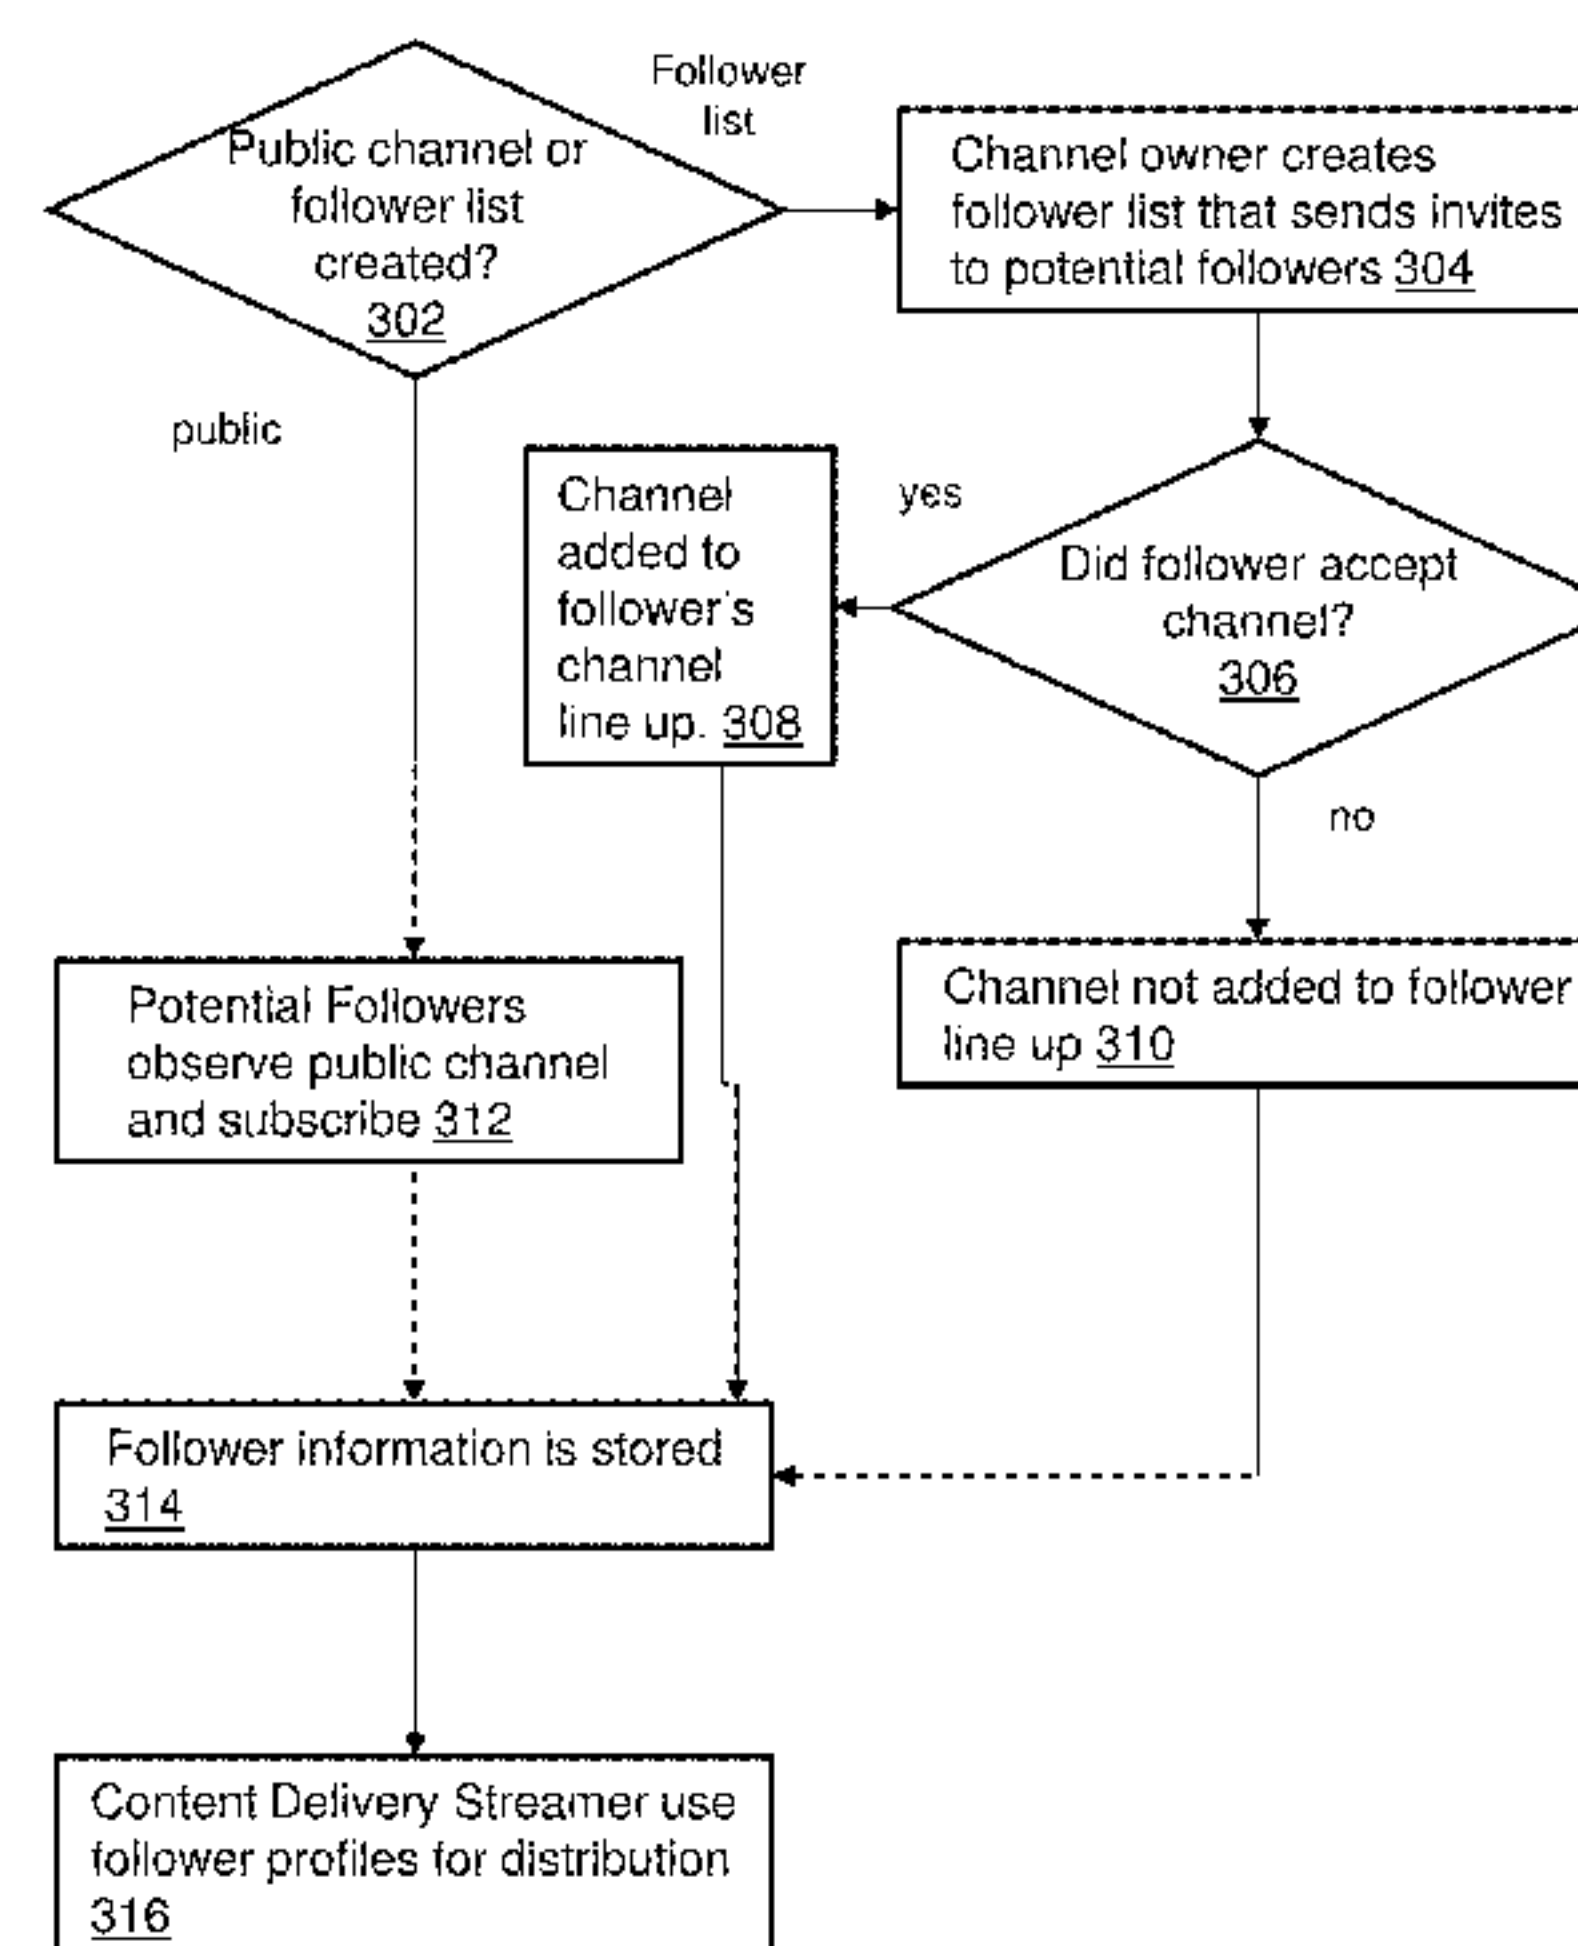 Follower
list
Public channel or
follower list
created?
302
Channel owner creates
follower list that sends invites
to potential followers 304
public
Channel
added to
follower's
channel
line up. 308
yes
Did follower accept
channel?
306
no
Potential Followers
observe public channel
and subscribe 312
Channel not added to follower
line up 310
Follower information is stored
314
Content Delivery Streamer use
follower profiles for distribution
316